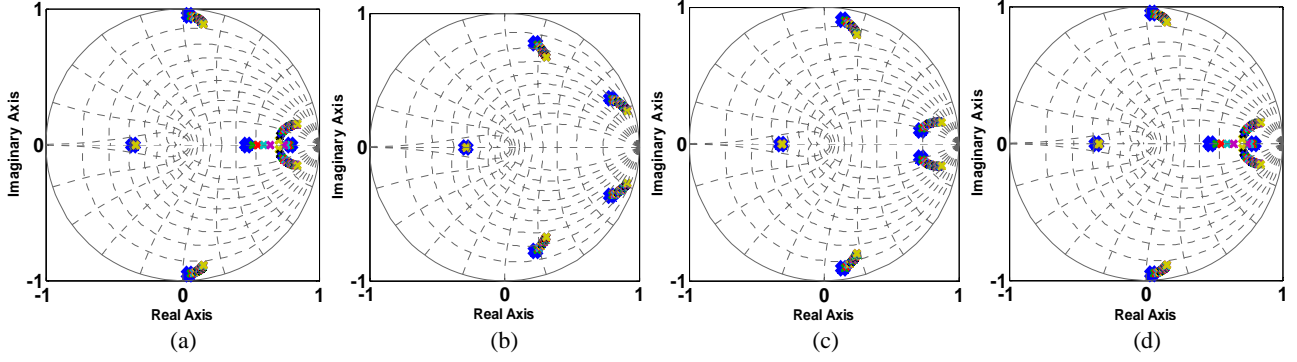 1 1 1 1
Imaginary Axis Imaginary Axis Imaginary Axis Imaginary Axis
0 0 0 0
-1 -1 -1 -1
-1 0 1 -1 0 1 -1 0 1 -1 0 1
Real Axis Real Axis Real Axis Real Axis
(a) (b) (c) (d)